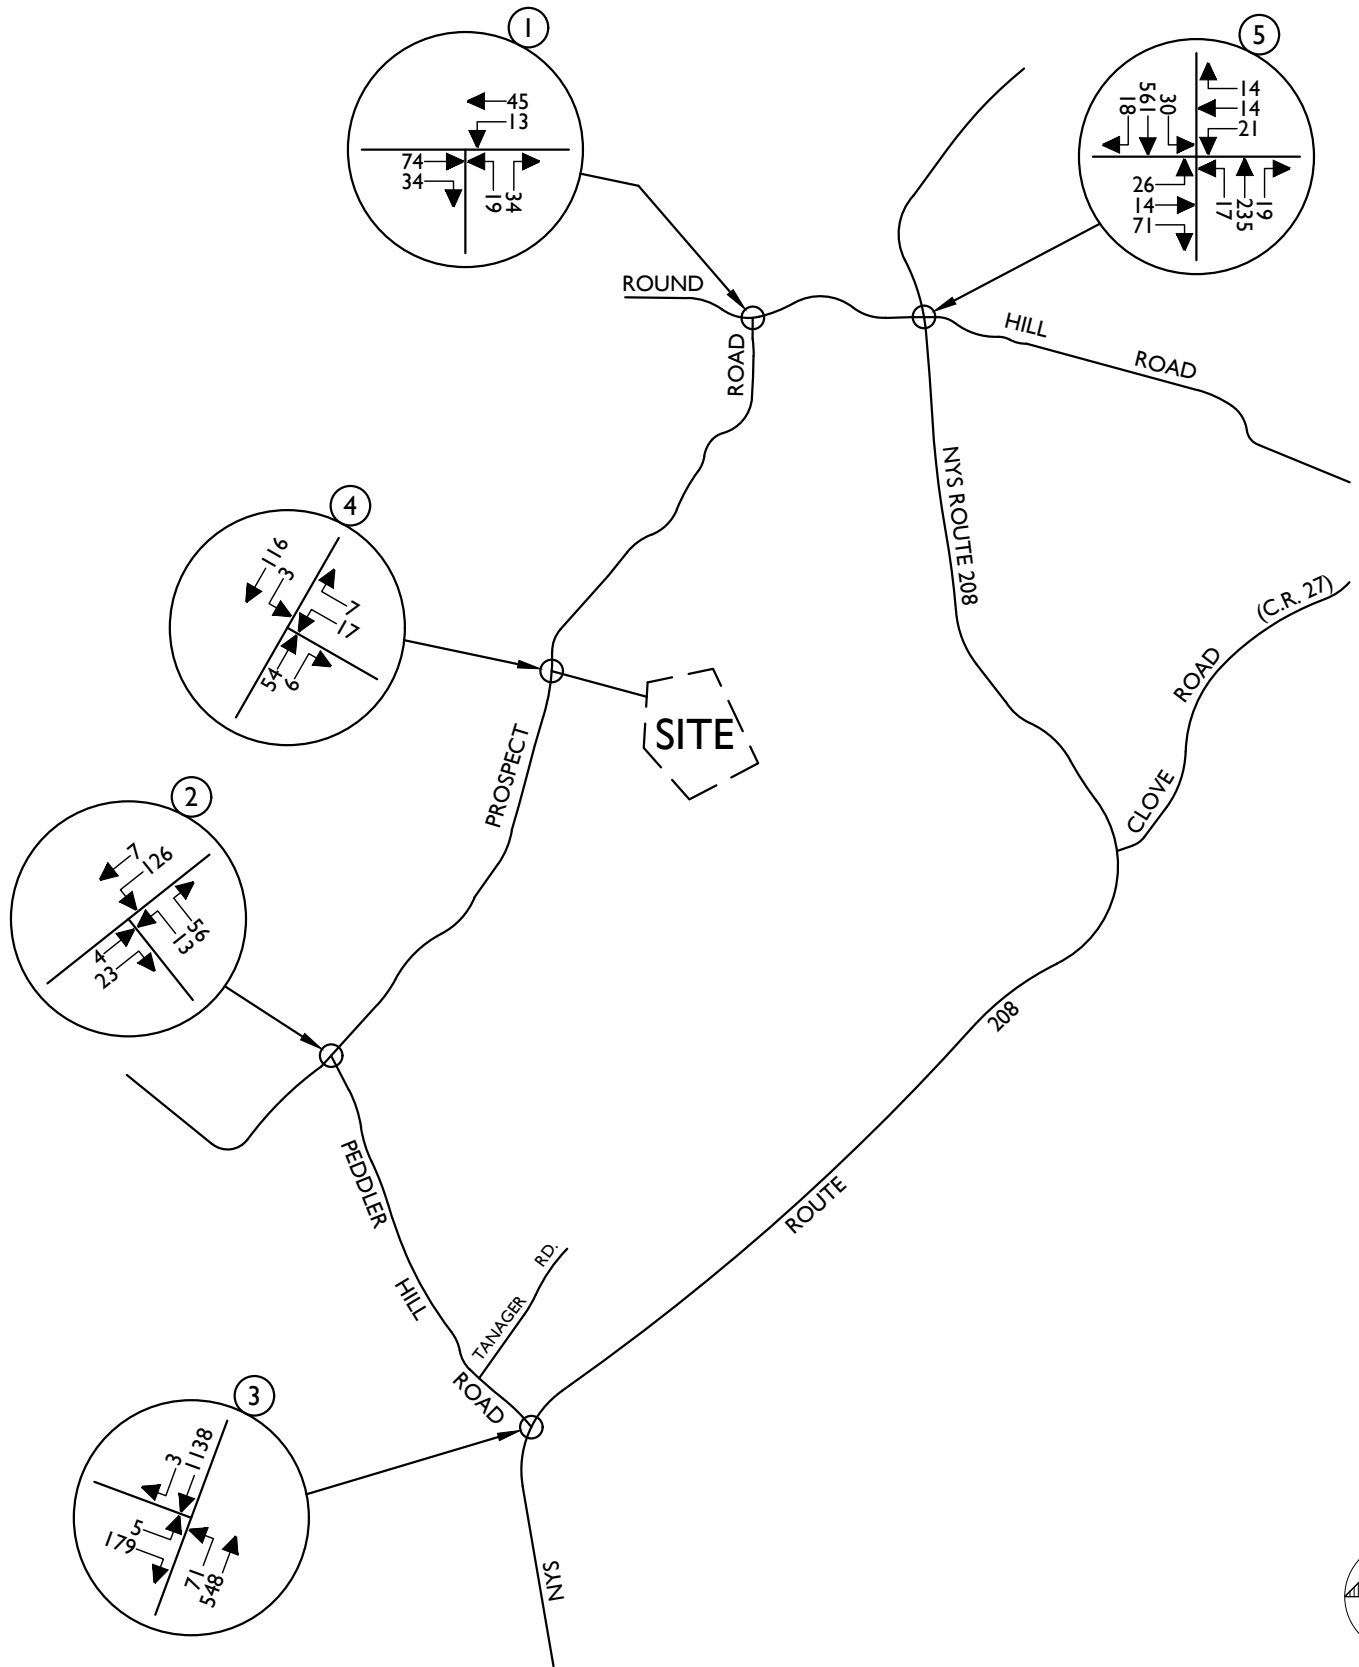 1
45
13
74
34
19
34
5
18
561
30
14
14
21
26
14
71
17
235
19
ROUND
HILL
ROAD
ROAD
NYS ROUTE 208
4
116
3
7
17
54
6
(C.R. 27)
ROAD
CLOVE
SITE
PROSPECT
2
7
126
56
13
4
23
208
ROUTE
PEDDLER
HILL
ROAD
TANAGER
RD.
3
3
1138
5
179
71
548
NYS